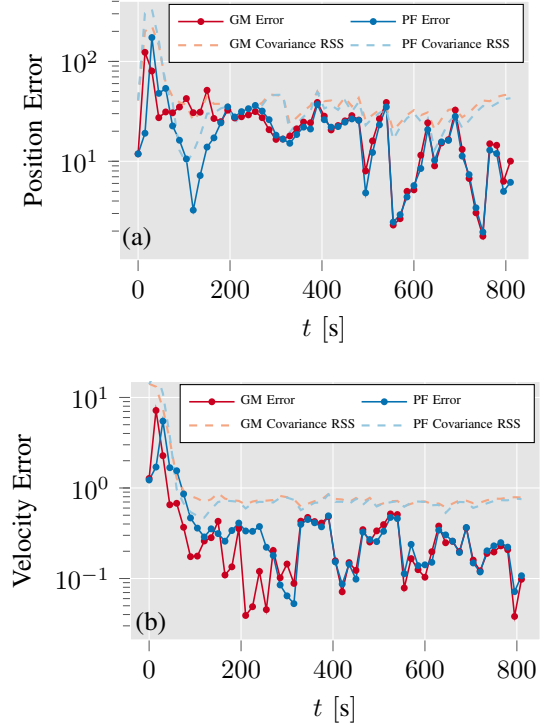 GM Error PF Error
GM Covariance RSS PF Covariance RSS
Position Error
10^2
10^1
(a)
0 200 400 600 800
t [s]
GM Error PF Error
GM Covariance RSS PF Covariance RSS
Velocity Error
10^1
10^0
10^−1
(b)
0 200 400 600 800
t [s]